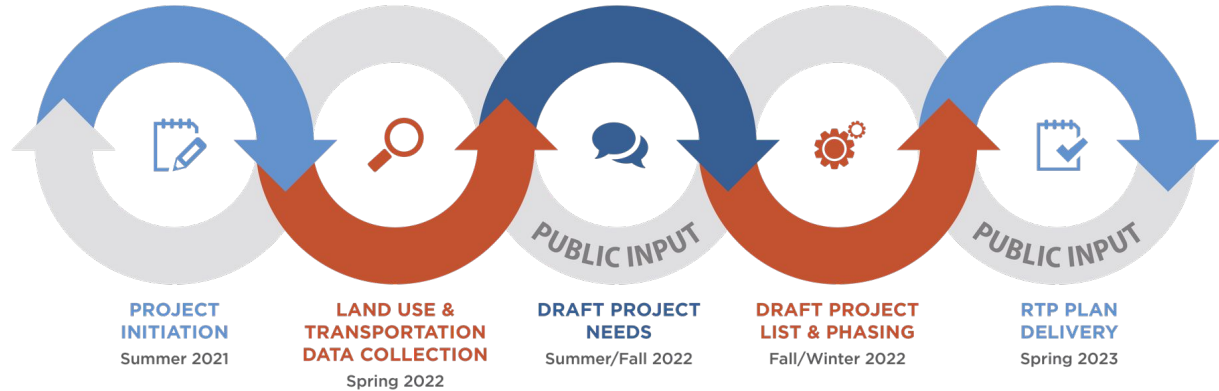 PUBLIC INPUT
PUBLIC INPUT
PROJECT
INITIATION
Summer 2021
LAND USE &
TRANSPORTATION
DATA COLLECTION
Spring 2022
DRAFT PROJECT
NEEDS
Summer/Fall 2022
DRAFT PROJECT
LIST & PHASING
Fall/Winter 2022
RTP PLAN
DELIVERY
Spring 2023